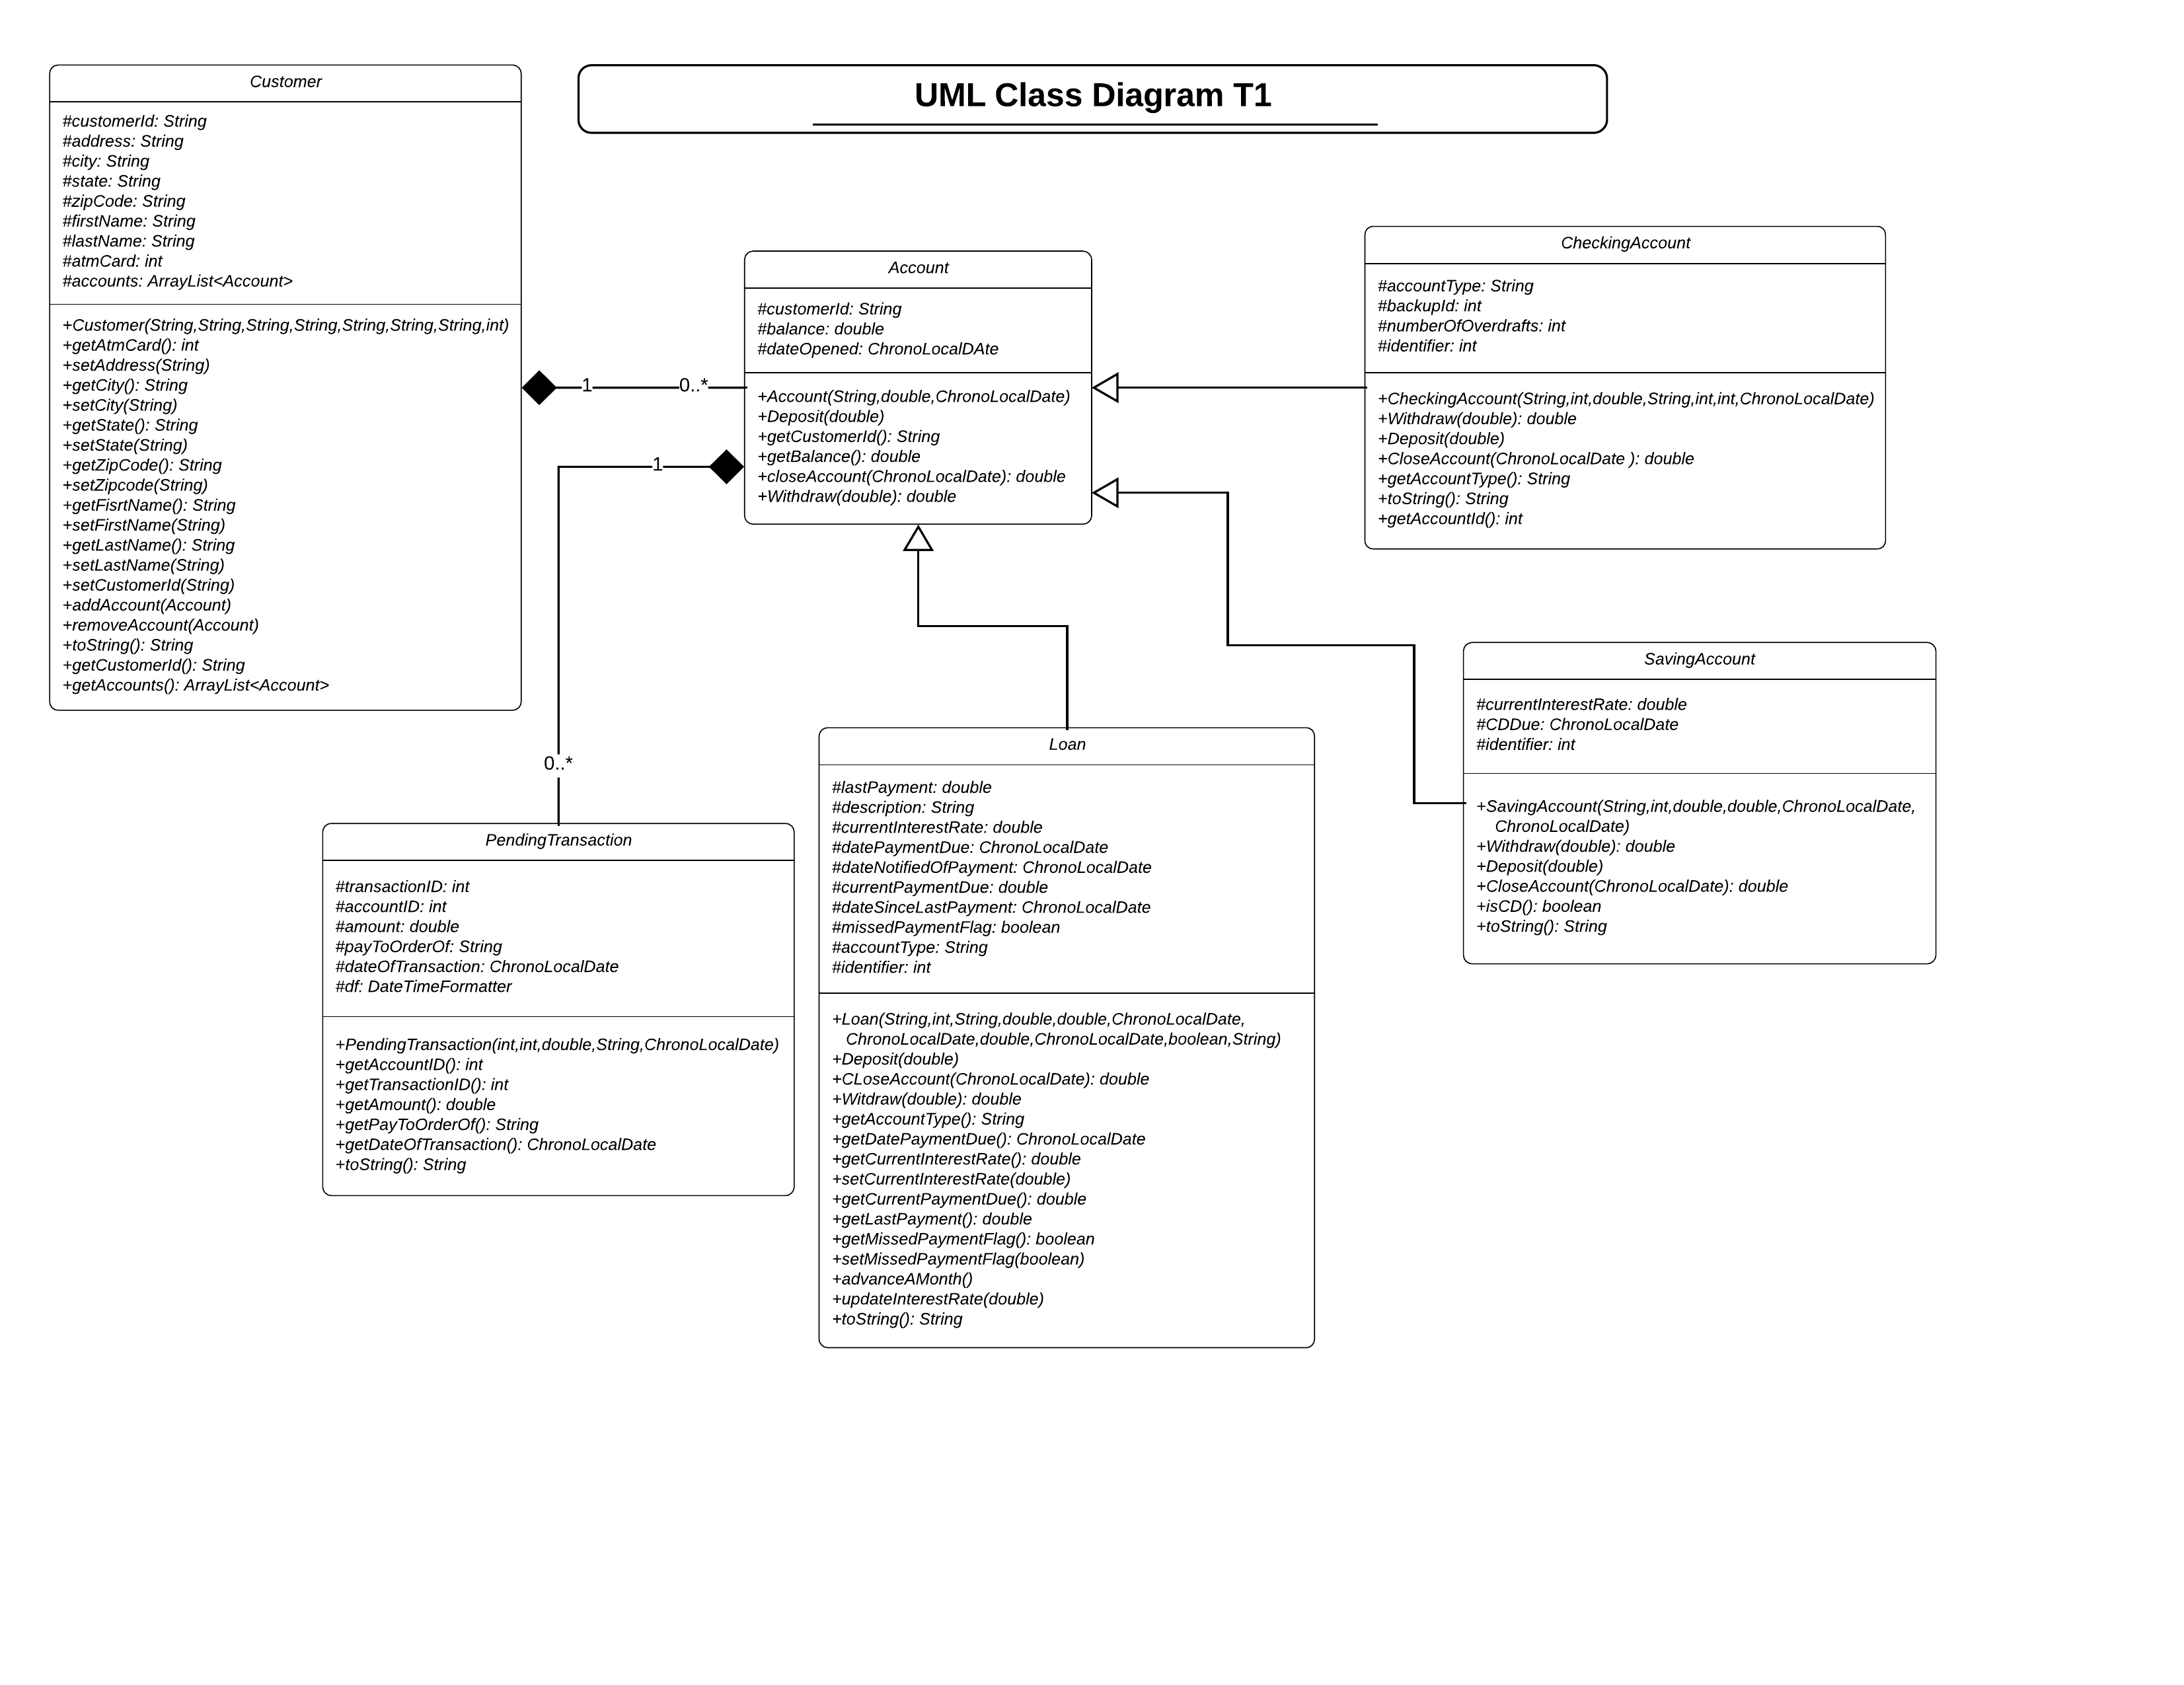 UML Class Diagram T1
Customer
#customerId: String
#address: String
#city: String
#state: String
#zipCode: String
#firstName: String
#lastName: String
#atmCard: int
#accounts: ArrayList<Account>
+Customer(String,String,String,String,String,String,String,int)
+getAtmCard(): int
+setAddress(String)
+getCity(): String
+setCity(String)
+getState(): String
+setState(String)
+getZipCode(): String
+setZipcode(String)
+getFisrtName(): String
+setFirstName(String)
+getLastName(): String
+setLastName(String)
+setCustomerId(String)
+addAccount(Account)
+removeAccount(Account)
+toString(): String
+getCustomerId(): String
+getAccounts(): ArrayList<Account>
1
0..*
Account
#customerId: String
#balance: double
#dateOpened: ChronoLocalDAte
+Account(String,double,ChronoLocalDate)
+Deposit(double)
+getCustomerId(): String
+getBalance(): double
+closeAccount(ChronoLocalDate): double
+Withdraw(double): double
CheckingAccount
#accountType: String
#backupId: int
#numberOfOverdrafts: int
#identifier: int
+CheckingAccount(String,int,double,String,int,int,ChronoLocalDate)
+Withdraw(double): double
+Deposit(double)
+CloseAccount(ChronoLocalDate ): double
+getAccountType(): String
+toString(): String
+getAccountId(): int
1
0..*
PendingTransaction
#transactionID: int
#accountID: int
#amount: double
#payToOrderOf: String
#dateOfTransaction: ChronoLocalDate
#df: DateTimeFormatter
+PendingTransaction(int,int,double,String,ChronoLocalDate)
+getAccountID(): int
+getTransactionID(): int
+getAmount(): double
+getPayToOrderOf(): String
+getDateOfTransaction(): ChronoLocalDate
+toString(): String
Loan
#lastPayment: double
#description: String
#currentInterestRate: double
#datePaymentDue: ChronoLocalDate
#dateNotifiedOfPayment: ChronoLocalDate
#currentPaymentDue: double
#dateSinceLastPayment: ChronoLocalDate
#missedPaymentFlag: boolean
#accountType: String
#identifier: int
+Loan(String,int,String,double,double,ChronoLocalDate,
ChronoLocalDate,double,ChronoLocalDate,boolean,String)
+Deposit(double)
+CLoseAccount(ChronoLocalDate): double
+Witdraw(double): double
+getAccountType(): String
+getDatePaymentDue(): ChronoLocalDate
+getCurrentInterestRate(): double
+setCurrentInterestRate(double)
+getCurrentPaymentDue(): double
+getLastPayment(): double
+getMissedPaymentFlag(): boolean
+setMissedPaymentFlag(boolean)
+advanceAMonth()
+updateInterestRate(double)
+toString(): String
SavingAccount
#currentInterestRate: double
#CDDue: ChronoLocalDate
#identifier: int
+SavingAccount(String,int,double,double,ChronoLocalDate,
ChronoLocalDate)
+Withdraw(double): double
+Deposit(double)
+CloseAccount(ChronoLocalDate): double
+isCD(): boolean
+toString(): String